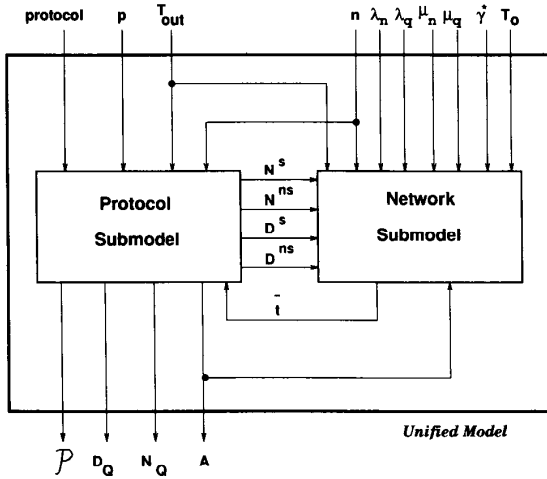 protocol p T_out n λ_n λ_q μ_n μ_q γ* T_o
Protocol
Submodel
N^s
N^ns
D^s
D^ns
t̄
Network
Submodel
Unified Model
𝒫 D_Q N_Q A